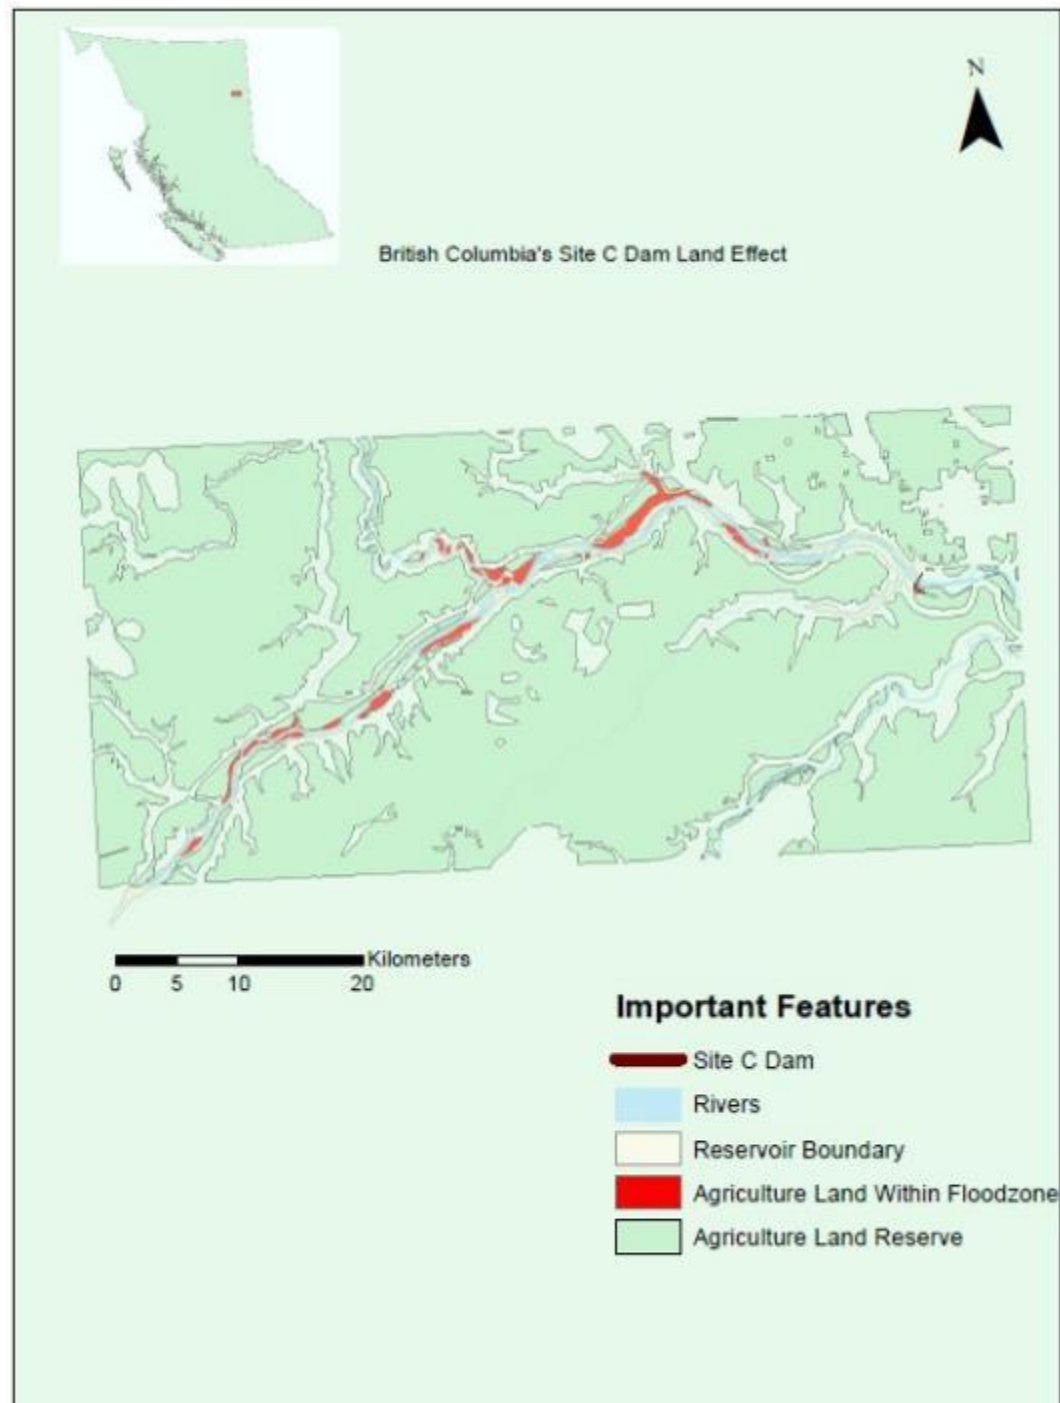 N
British Columbia's Site C Dam Land Effect
Kilometers
0 5 10 20
Important Features
Site C Dam
Rivers
Reservoir Boundary
Agriculture Land Within Floodzone
Agriculture Land Reserve